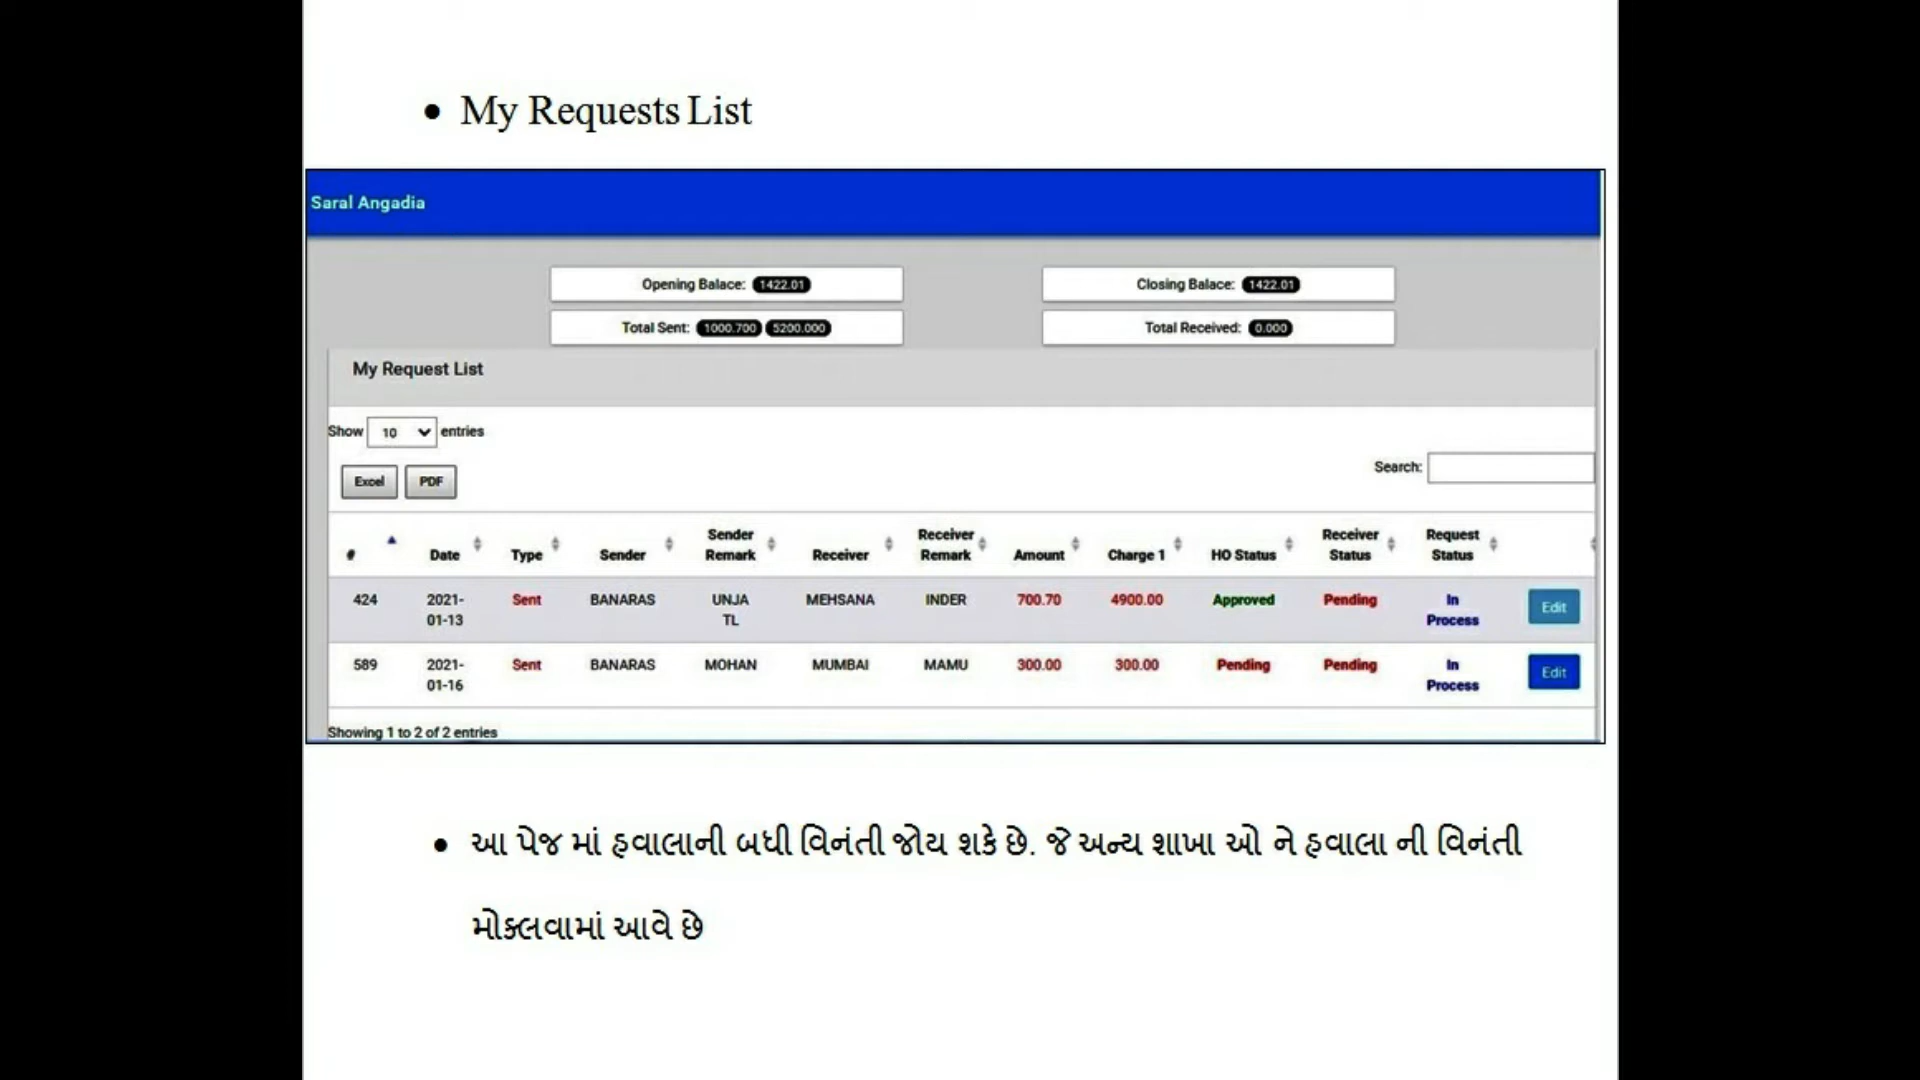 • My Requests List
Saral Angadia
Opening Balace: 1422.01
Closing Balace: 1422.01
Total Sent: 1000.700 5200.000
Total Received: 0.000
My Request List
Show 10 entries
Excel PDF
Search:
# Date Type Sender Sender Remark Receiver Receiver Remark Amount Charge 1 HO Status Receiver Status Request Status
424 2021-01-13 Sent BANARAS UNJA TL MEHSANA INDER 700.70 4900.00 Approved Pending In Process Edit
589 2021-01-16 Sent BANARAS MOHAN MUMBAI MAMU 300.00 300.00 Pending Pending In Process Edit
Showing 1 to 2 of 2 entries
• આ પેજ માં હવાલાની બધી વિનંતી જોય શકે છે. જે અન્ય શાખા ઓ ને હવાલા ની વિનંતી
મોક્લવામાં આવે છે